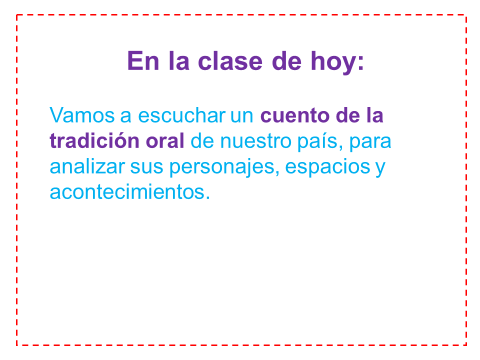 En la clase de hoy:
Vamos a escuchar un cuento de la
tradición oral de nuestro país, para
analizar sus personajes, espacios y
acontecimientos.